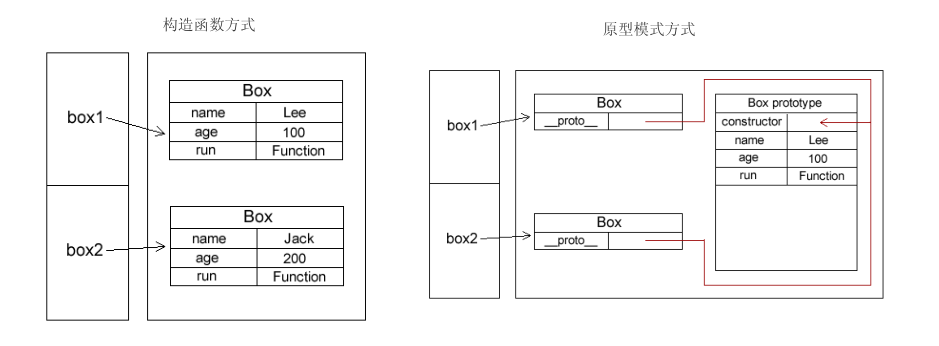 构造函数方式
box1
box2
Box
name Lee
age 100
run Function
Box
name Jack
age 200
run Function
原型模式方式
box1
box2
Box
__proto__
Box
__proto__
Box prototype
constructor
name Lee
age 100
run Function